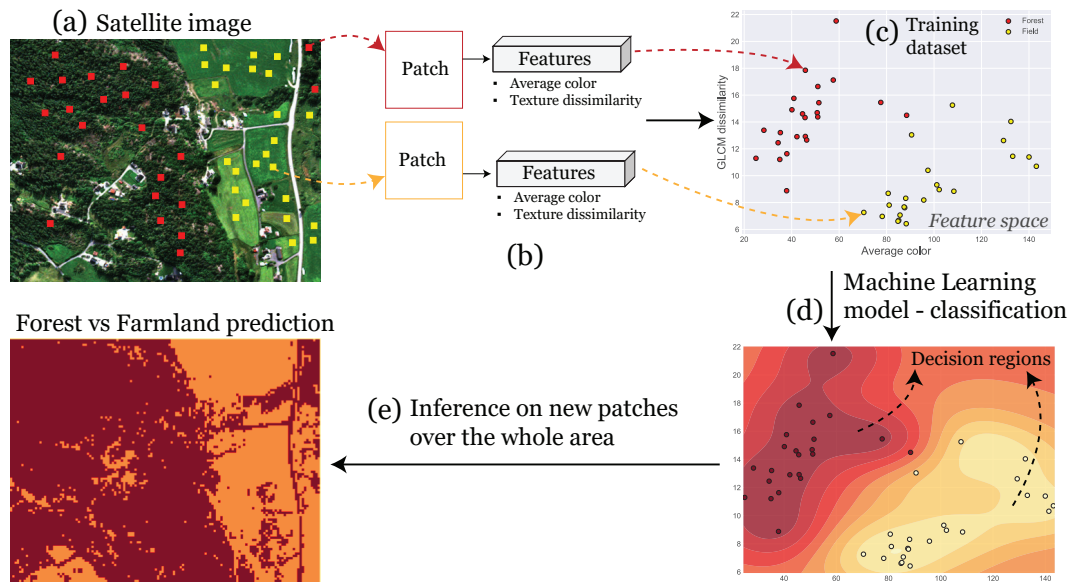 (a) Satellite image
Patch
Features
▪ Average color
▪ Texture dissimilarity
Patch
Features
▪ Average color
▪ Texture dissimilarity
(b)
(c) Training
dataset
Forest
Field
GLCM dissimilarity
22
20
18
16
14
12
10
8
6
20 40 60 80 100 120 140
Average color
Feature space
(d)
Machine Learning
model - classification
Decision regions
22
20
18
16
14
12
10
8
6
40 60 80 100 120 140
(e) Inference on new patches
over the whole area
Forest vs Farmland prediction